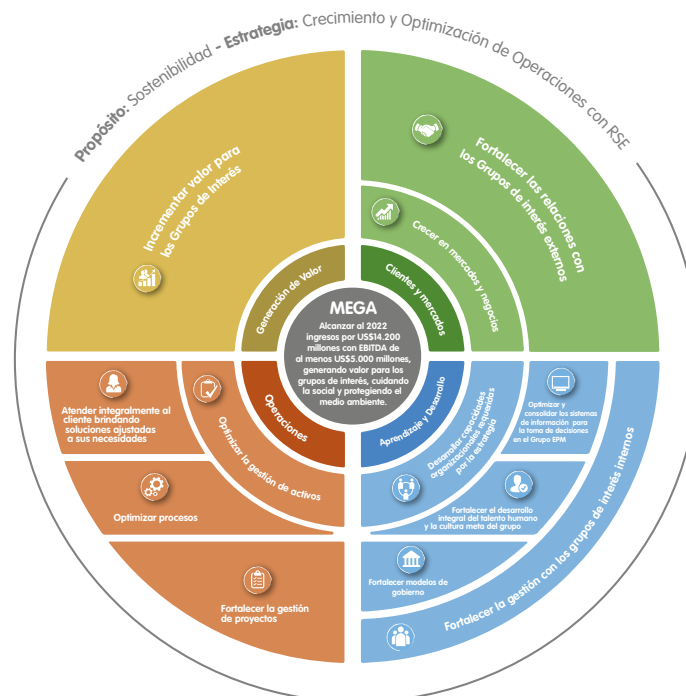 Propósito: Sostenibilidad - Estrategia: Crecimiento y Optimización de Operaciones con RSE
Incrementar valor para
los Grupos de Interés
Generación de Valor
Fortalecer las relaciones con
los Grupos de interés externos
Crecer en mercados y negocios
Clientes y mercados
MEGA
Alcanzar al 2022
ingresos por US$14.200
millones con EBITDA de
al menos US$5.000 millones,
generando valor para los
grupos de interés, cuidando
la social y protegiendo el
medio ambiente.
Operaciones
Optimizar la gestión de activos
Atender integralmente al
cliente brindando
soluciones ajustadas
a sus necesidades
Optimizar procesos
Fortalecer la gestión
de proyectos
Aprendizaje y Desarrollo
Desarrollar capacidades
organizacionales requeridas
por la estrategia
Optimizar y
consolidar los sistemas
de información para
la toma de decisiones
en el Grupo EPM
Fortalecer el desarrollo
integral del talento humano
y la cultura meta del grupo
Fortalecer modelos de
gobierno
Fortalecer la gestión con los grupos de interés internos